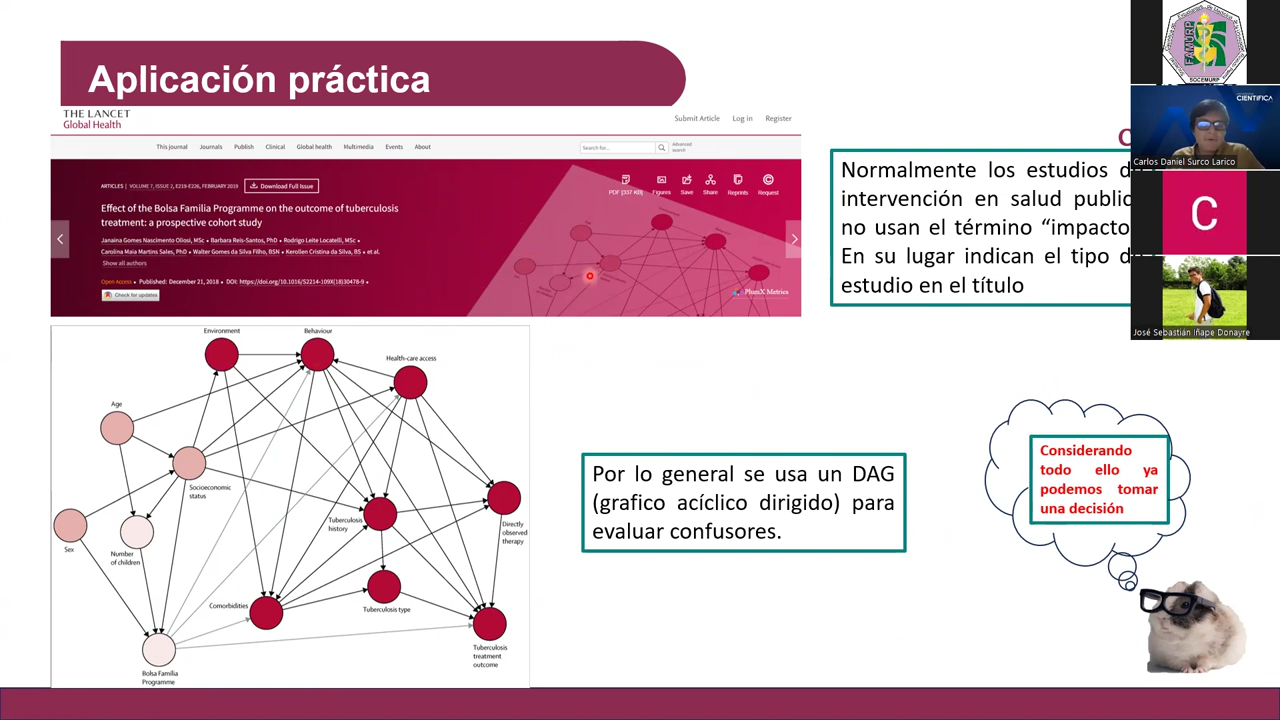 Aplicación práctica
THE LANCET
Global Health
Submit Article Log in Register
This journal Journals Publish Clinical Global health Multimedia Events About
Search for...
Advanced
search
ARTICLES | VOLUME 7, ISSUE 2, E219-E226, FEBRUARY 2019
Download Full Issue
PDF [337 KB] Figures Save Share Reprints Request
Effect of the Bolsa Familia Programme on the outcome of tuberculosis
treatment: a prospective cohort study
Janaina Gomes Nascimento Oliosi, MSc • Barbara Reis-Santos, PhD • Rodrigo Leite Locatelli, MSc •
Carolina Maia Martins Sales, PhD • Walter Gomes da Silva Filho, BSN • Kerollen Cristina da Silva, BS • et al.
Show all authors
Open Access • Published: December 21, 2018 • DOI: https://doi.org/10.1016/S2214-109X(18)30478-9 •
Check for updates
PlumX Metrics
Normalmente los estudios d
intervención en salud public
no usan el término “impacto
En su lugar indican el tipo d
estudio en el título
FAMURP
SOCEMURP
CIENTÍFICA
Carlos Daniel Surco Larico
C
José Sebastián Iñape Donayre
Environment
Behaviour
Health-care access
Age
Socioeconomic
status
Sex
Number
of children
Tuberculosis
history
Directly
observed
therapy
Comorbidities
Tuberculosis type
Tuberculosis
treatment
outcome
Bolsa Família
Programme
Por lo general se usa un DAG
(grafico acíclico dirigido) para
evaluar confusores.
Considerando
todo ello ya
podemos tomar
una decisión